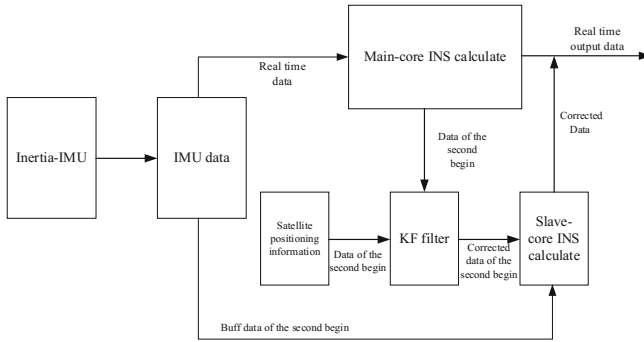 Real time
output data
Main-core INS calculate
Real time
data
Corrected
Data
Inertia-IMU
IMU data
Data of the
second
begin
Satellite
positioning
information
KF filter
Slave-
core INS
calculate
Data of the
second begin
Corrected
data of the
second begin
Buff data of the second begin